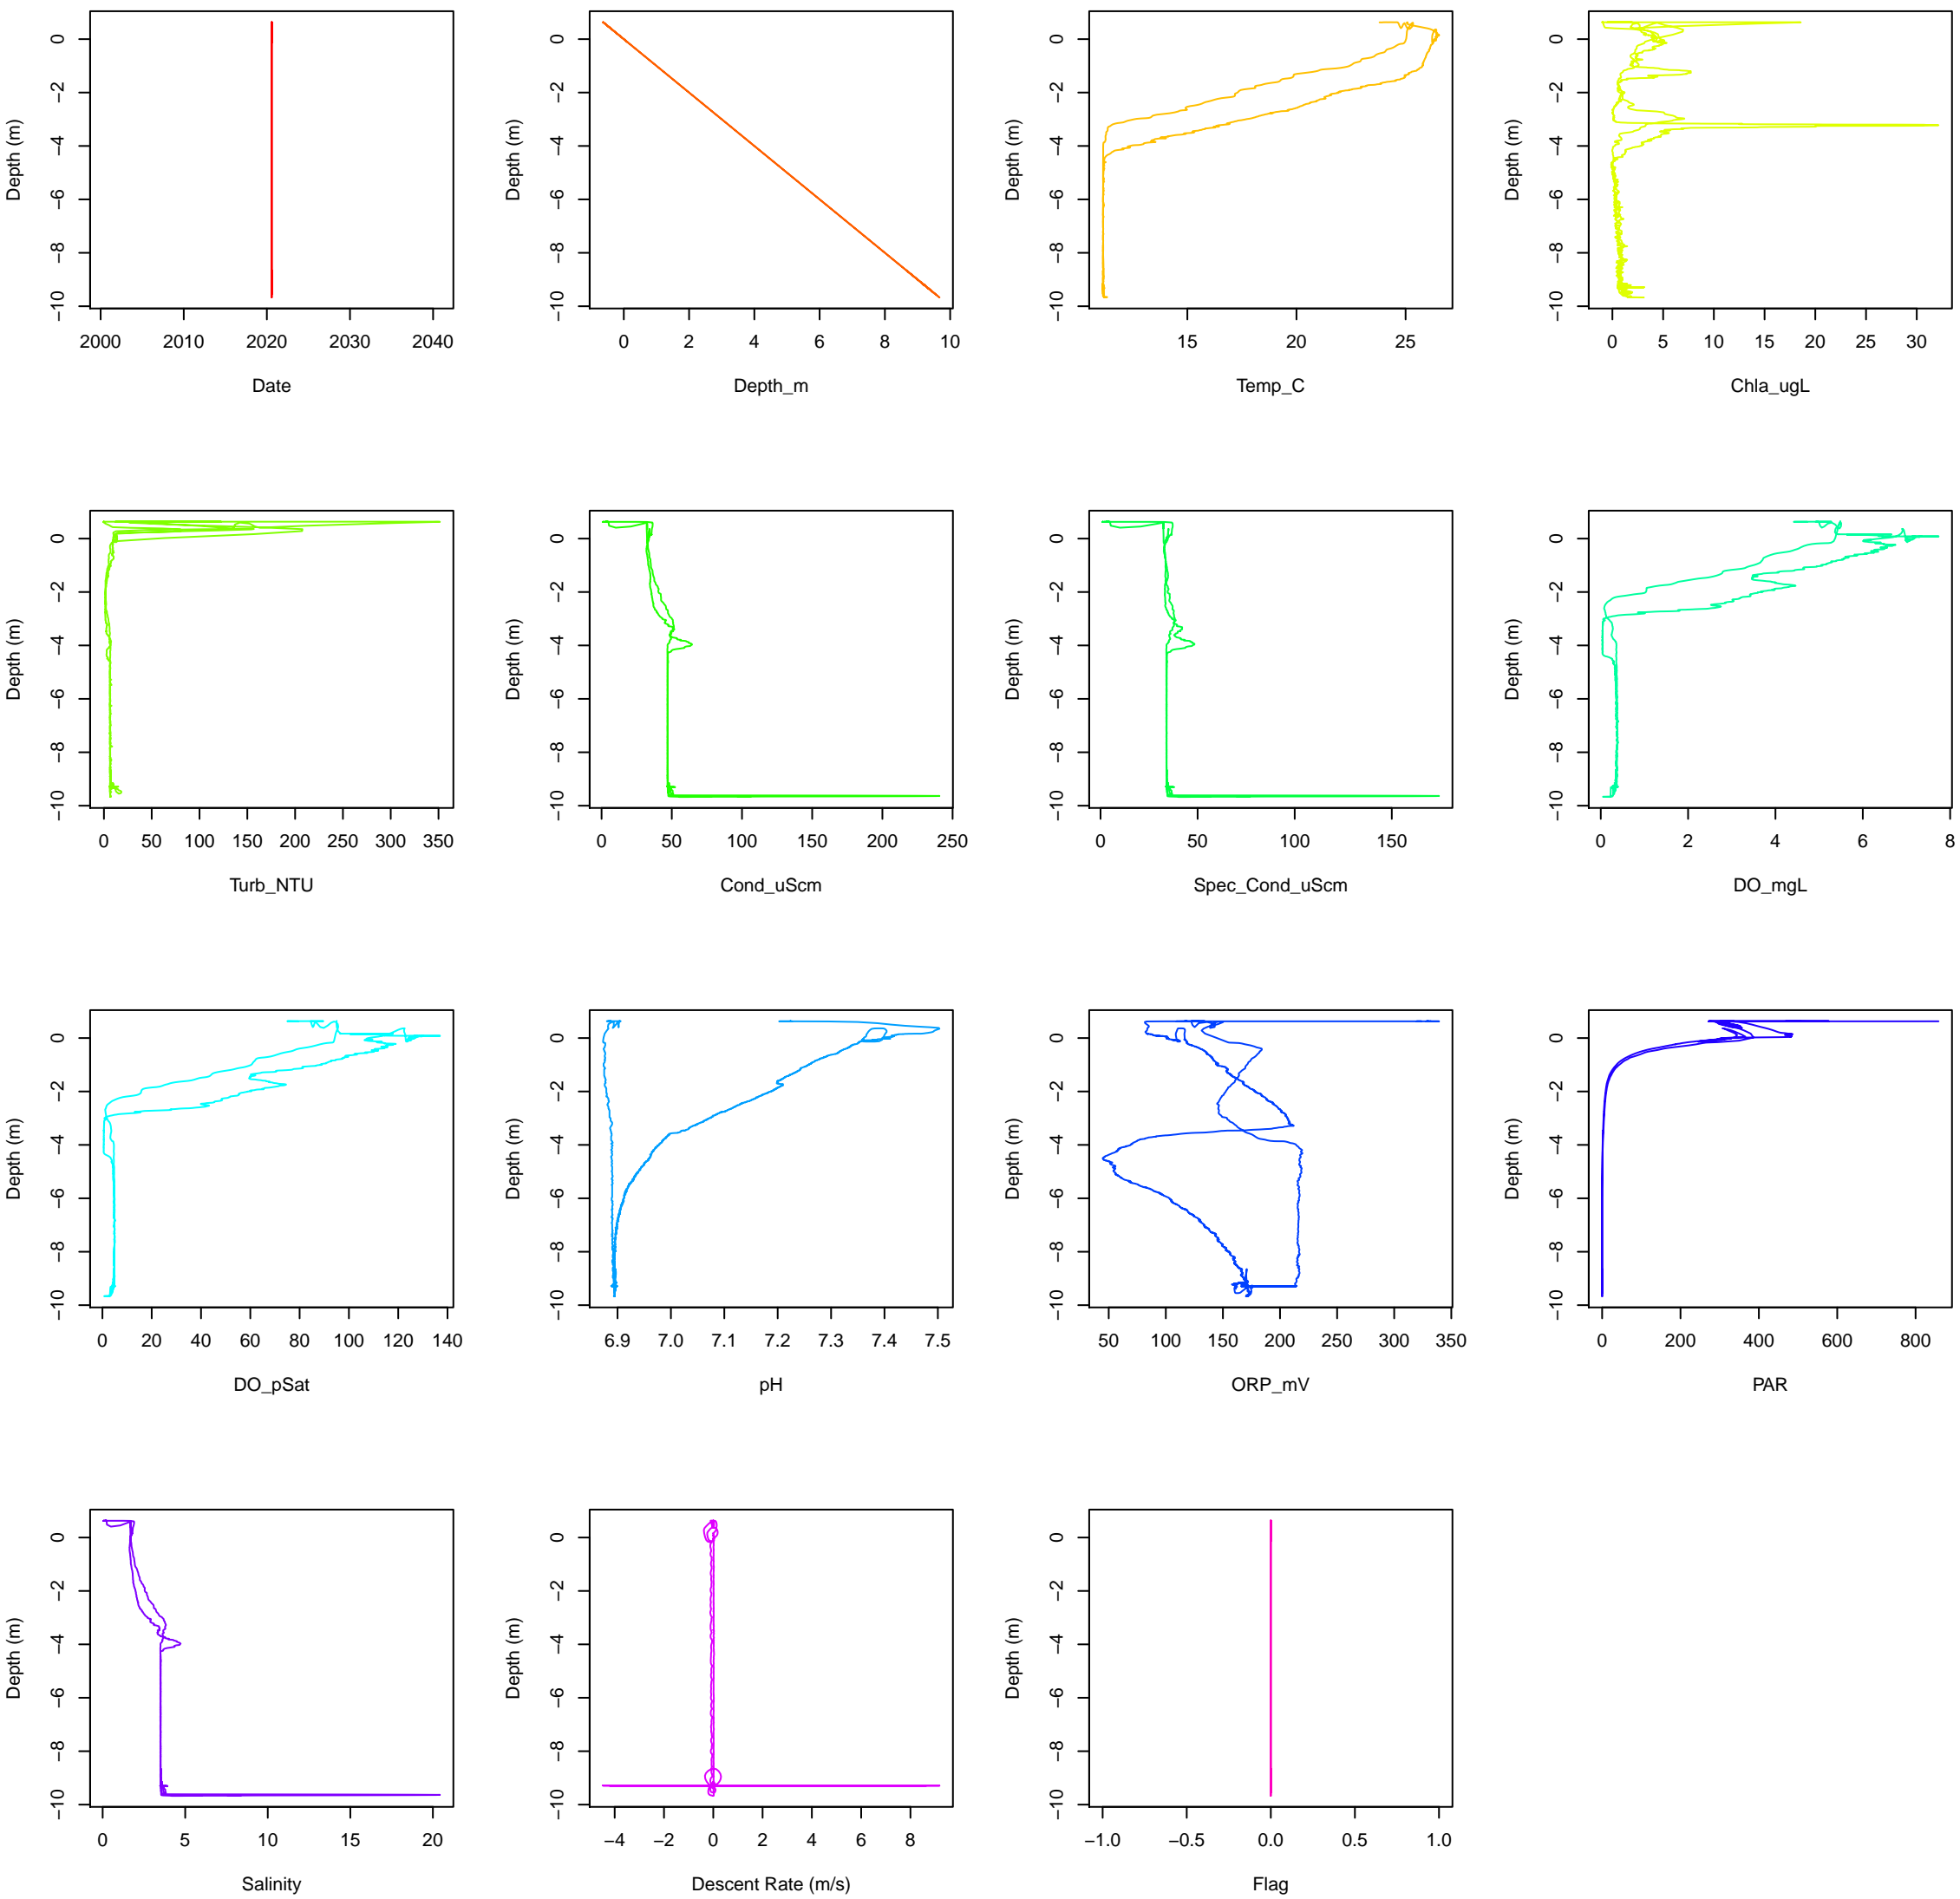 0 −2 −4 −6 −8 −10
Depth (m)
2000 2010 2020 2030 2040
Date
0 −2 −4 −6 −8 −10
Depth (m)
0 2 4 6 8 10
Depth_m
0 −2 −4 −6 −8 −10
Depth (m)
15 20 25
Temp_C
0 −2 −4 −6 −8 −10
Depth (m)
0 5 10 15 20 25 30
Chla_ugL
0 −2 −4 −6 −8 −10
Depth (m)
0 50 100 150 200 250 300 350
Turb_NTU
0 −2 −4 −6 −8 −10
Depth (m)
0 50 100 150 200 250
Cond_uScm
0 −2 −4 −6 −8 −10
Depth (m)
0 50 100 150
Spec_Cond_uScm
0 −2 −4 −6 −8 −10
Depth (m)
0 2 4 6 8
DO_mgL
0 −2 −4 −6 −8 −10
Depth (m)
0 20 40 60 80 100 120 140
DO_pSat
0 −2 −4 −6 −8 −10
Depth (m)
6.9 7.0 7.1 7.2 7.3 7.4 7.5
pH
0 −2 −4 −6 −8 −10
Depth (m)
50 100 150 200 250 300 350
ORP_mV
0 −2 −4 −6 −8 −10
Depth (m)
0 200 400 600 800
PAR
0 −2 −4 −6 −8 −10
Depth (m)
0 5 10 15 20
Salinity
0 −2 −4 −6 −8 −10
Depth (m)
−4 −2 0 2 4 6 8
Descent Rate (m/s)
0 −2 −4 −6 −8 −10
Depth (m)
−1.0 −0.5 0.0 0.5 1.0
Flag